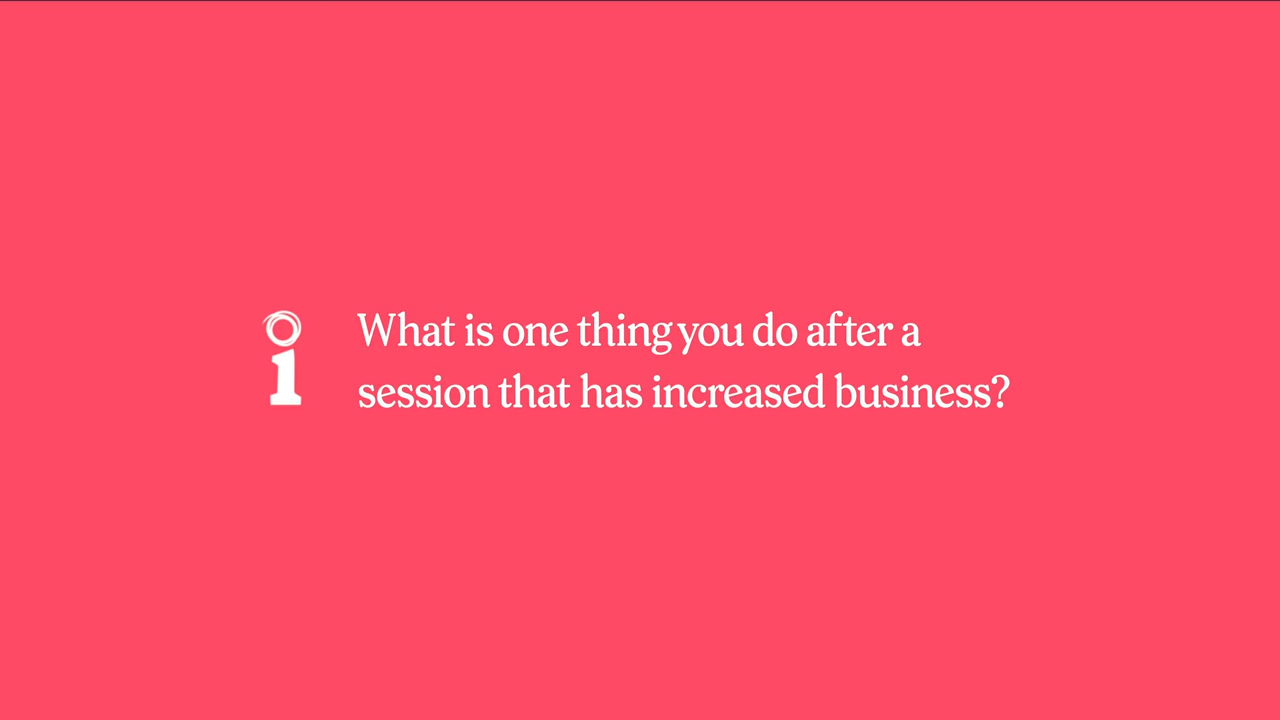 What is one thing you do after a
session that has increased business?